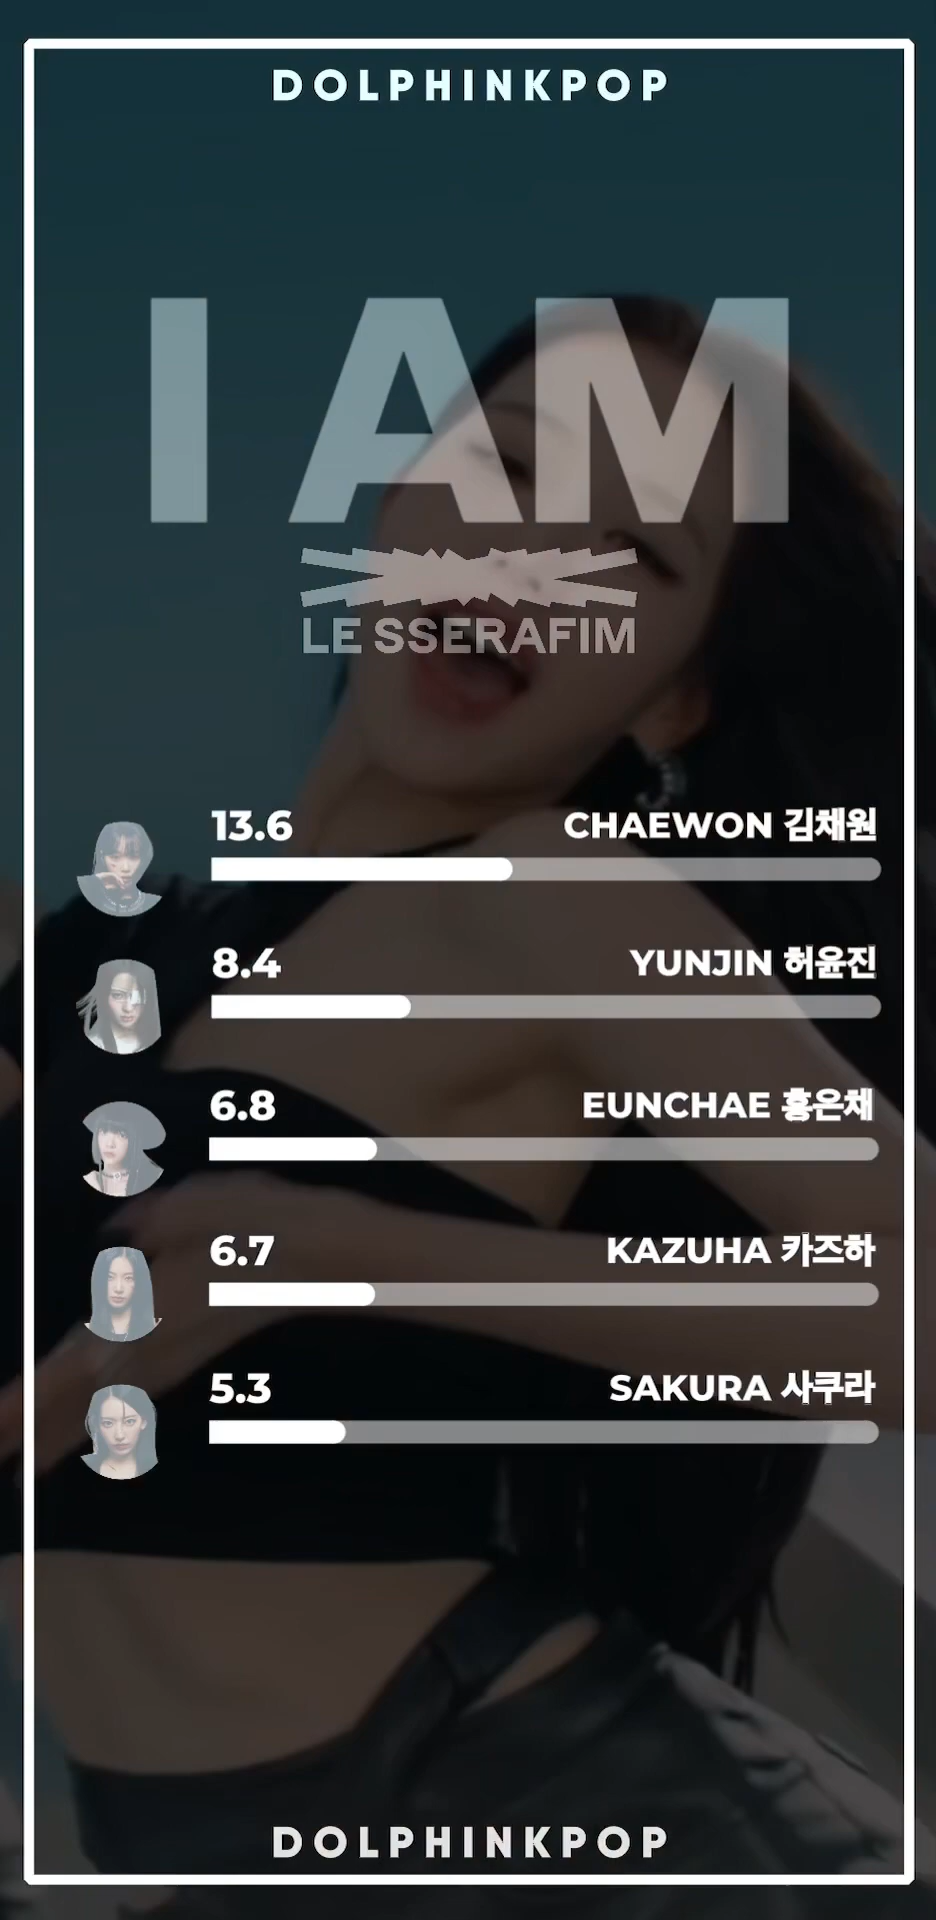 DOLPHINKPOP
I AM
LE SSERAFIM
13.6 CHAEWON 김채원
8.4 YUNJIN 허윤진
6.8 EUNCHAE 홍은채
6.7 KAZUHA 카즈하
5.3 SAKURA 사쿠라
DOLPHINKPOP